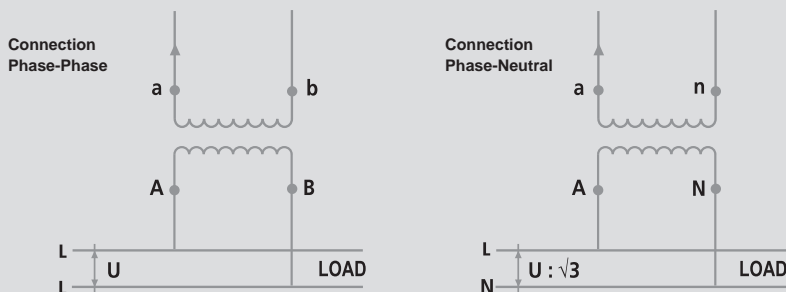 Connection
Phase-Phase
a
b
A
B
L
U
LOAD
L
Connection
Phase-Neutral
a
n
A
N
L
U : √3
LOAD
N